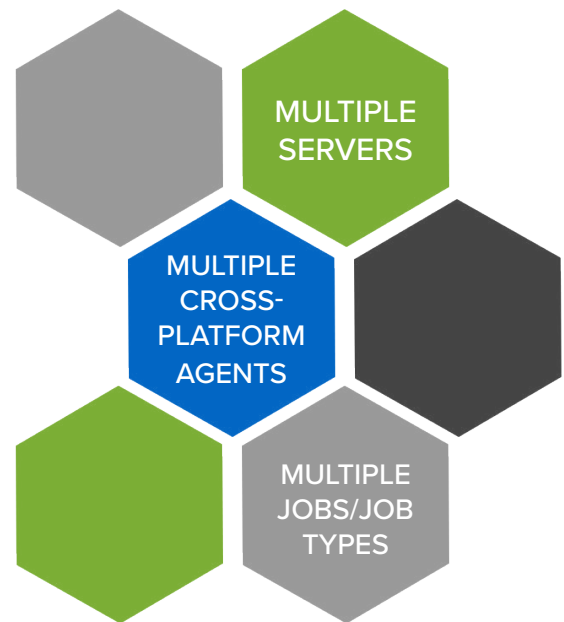 MULTIPLE
SERVERS
MULTIPLE
CROSS-
PLATFORM
AGENTS
MULTIPLE
JOBS/JOB
TYPES